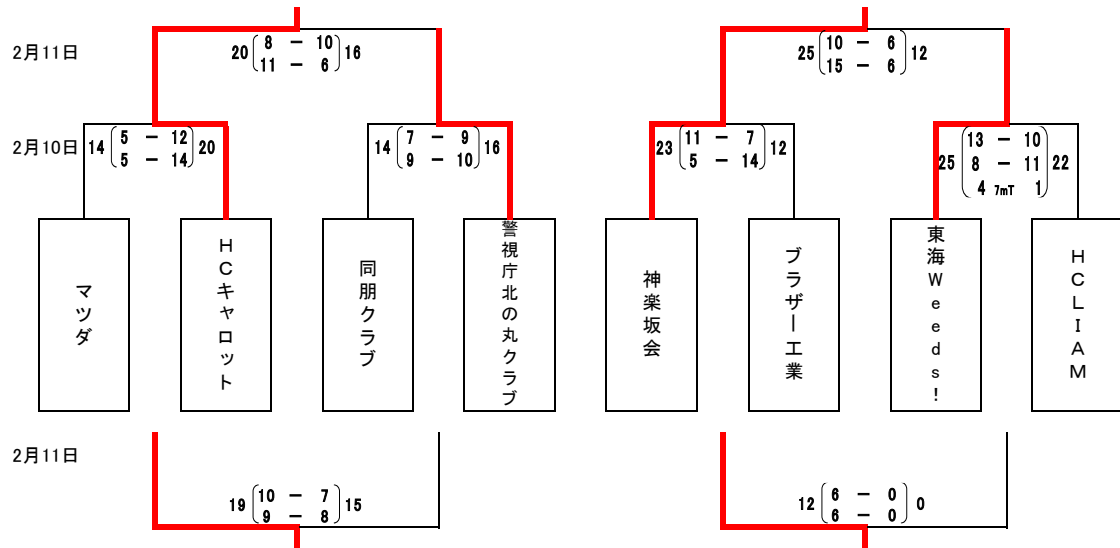 2月11日
20 8 － 10 16
11 － 6
25 10 － 6 12
15 － 6
2月10日
14 5 － 12 20
5 － 14
14 7 － 9 16
9 － 10
23 11 － 7 12
5 － 14
25 13 － 10 22
8 － 11
4 7mT 1
マツダ
HCキャロット
同朋クラブ
警視庁北の丸クラブ
神楽坂会
ブラザー工業
東海Weeds!
HCLIAM
2月11日
19 10 － 7 15
9 － 8
12 6 － 0 0
6 － 0